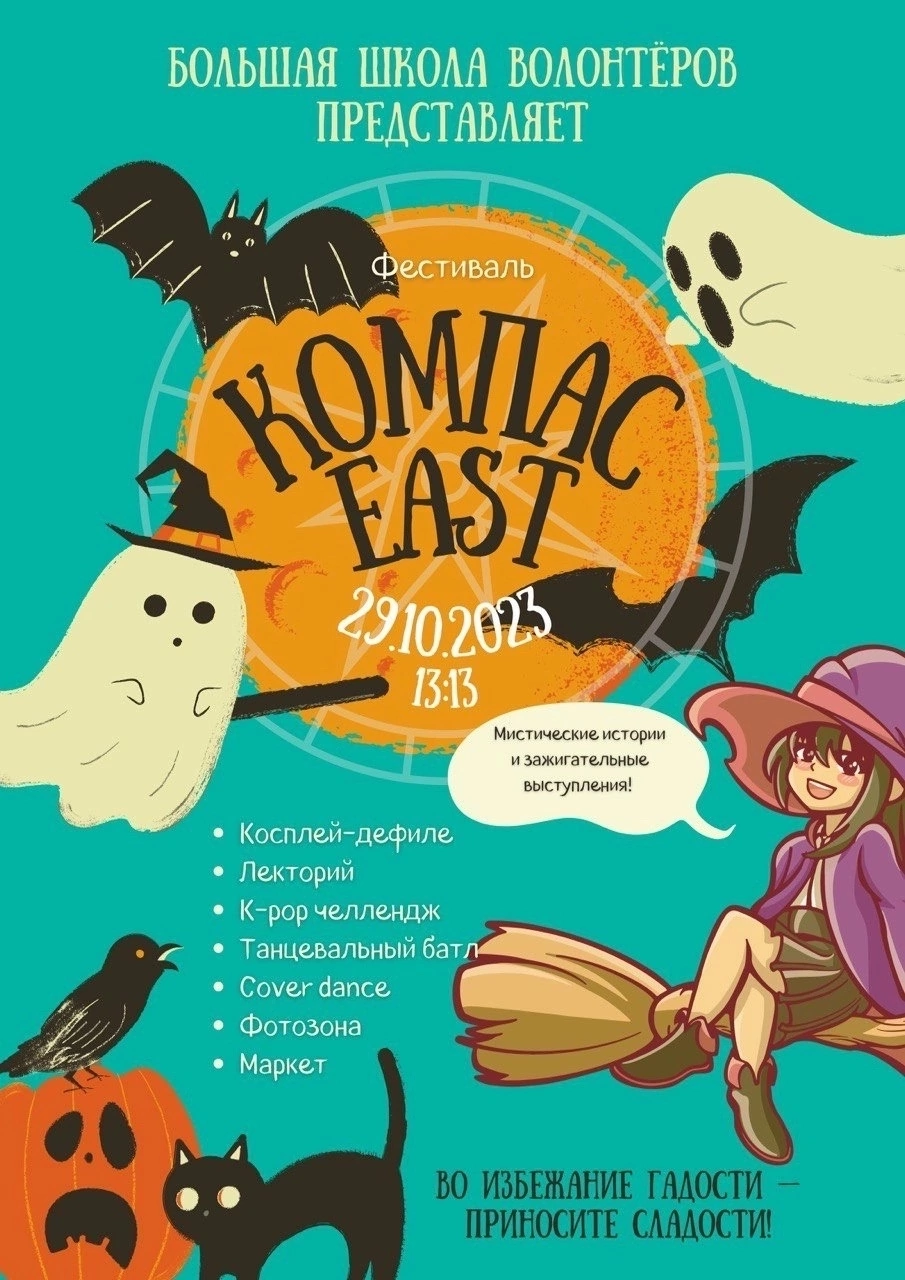 БОЛЬШАЯ ШКОЛА ВОЛОНТЁРОВ
ПРЕДСТАВЛЯЕТ
Фестиваль
КОМПАС
EAST
29.10.2023
13:13
Мистические истории
и зажигательные
выступления!
• Косплей-дефиле
• Лекторий
• K-pop челлендж
• Танцевальный батл
• Cover dance
• Фотозона
• Маркет
ВО ИЗБЕЖАНИЕ ГАДОСТИ —
ПРИНОСИТЕ СЛАДОСТИ!